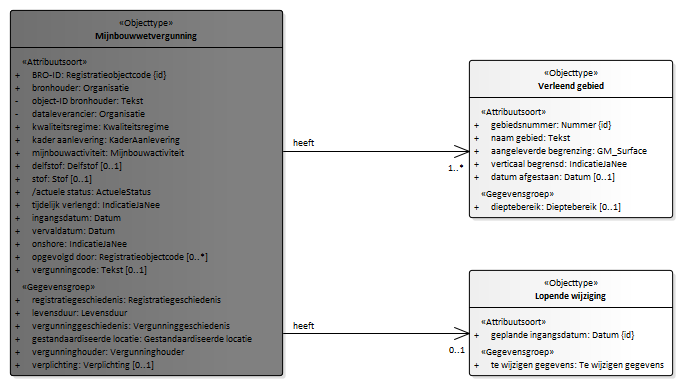 «Objecttype»
Mijnbouwwetvergunning
«Attribuutsoort»
+ BRO-ID: Registratieobjectcode {id}
+ bronhouder: Organisatie
- object-ID bronhouder: Tekst
- dataleverancier: Organisatie
+ kwaliteitsregime: Kwaliteitsregime
+ kader aanlevering: KaderAanlevering
+ mijnbouwactiviteit: Mijnbouwactiviteit
+ delfstof: Delfstof [0..1]
+ stof: Stof [0..1]
+ /actuele status: ActueleStatus
+ tijdelijk verlengd: IndicatieJaNee
+ ingangsdatum: Datum
+ vervaldatum: Datum
+ onshore: IndicatieJaNee
+ opgevolgd door: Registratieobjectcode [0..*]
+ vergunningcode: Tekst [0..1]
«Gegevensgroep»
+ registratiegeschiedenis: Registratiegeschiedenis
+ levensduur: Levensduur
+ vergunninggeschiedenis: Vergunninggeschiedenis
+ gestandaardiseerde locatie: Gestandaardiseerde locatie
+ vergunninghouder: Vergunninghouder
+ verplichting: Verplichting [0..1]
heeft
1..*
«Objecttype»
Verleend gebied
«Attribuutsoort»
+ gebiedsnummer: Nummer {id}
+ naam gebied: Tekst
+ aangeleverde begrenzing: GM_Surface
+ verticaal begrensd: IndicatieJaNee
+ datum afgestaan: Datum [0..1]
«Gegevensgroep»
+ dieptebereik: Dieptebereik [0..1]
heeft
0..1
«Objecttype»
Lopende wijziging
«Attribuutsoort»
+ geplande ingangsdatum: Datum {id}
«Gegevensgroep»
+ te wijzigen gegevens: Te wijzigen gegevens